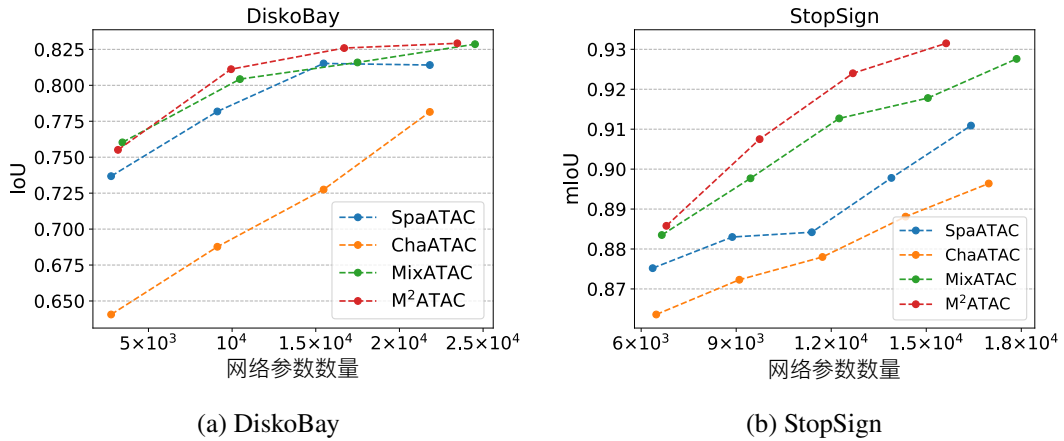 DiskoBay
IoU
0.825
0.800
0.775
0.750
0.725
0.700
0.675
0.650
SpaATAC
ChaATAC
MixATAC
M²ATAC
5×10³ 10⁴ 1.5×10⁴ 2×10⁴ 2.5×10⁴
网络参数数量
(a) DiskoBay
StopSign
mIoU
0.93
0.92
0.91
0.90
0.89
0.88
0.87
SpaATAC
ChaATAC
MixATAC
M²ATAC
6×10³ 9×10³ 1.2×10⁴ 1.5×10⁴ 1.8×10⁴
网络参数数量
(b) StopSign